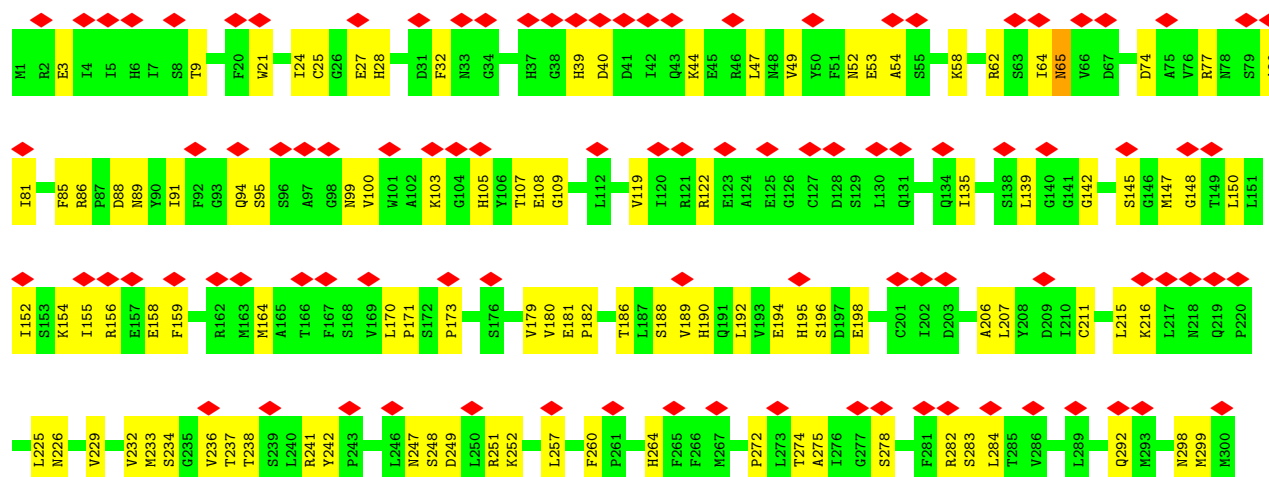 M1 R2 E3 I4 I5 H6 I7 S8 T9 F20 W21 I24 C25 G26 E27 H28 D31 F32 N33 G34 H37 G38 H39 D40 D41 I42 Q43 K44 E45 R46 L47 N48 V49 Y50 F51 N52 E53 A54 S55 K58 R62 S63 I64 N65 V66 D67 D74 A75 V76 R77 N78 S79
I81 F85 R86 P87 D88 N89 Y90 I91 F92 G93 Q94 S95 S96 A97 G98 N99 V100 W101 A102 K103 G104 H105 Y106 T107 E108 G109 L112 V119 I120 R121 R122 E123 A124 E125 G126 C127 D128 S129 L130 Q131 Q134 I135 S138 L139 G140 G141 G142 S145 G146 M147 G148 T149 L150 L151
I152 S153 K154 I155 R156 E157 E158 F159 R162 M163 M164 A165 T166 F167 S168 V169 L170 P171 S172 P173 S176 V179 V180 E181 P182 T186 L187 S188 V189 H190 Q191 L192 V193 E194 H195 S196 D197 E198 C201 I202 D203 A206 L207 Y208 D209 I210 C211 L215 K216 L217 N218 Q219 P220
L225 N226 V229 V232 M233 S234 G235 V236 T237 T238 S239 L240 R241 Y242 P243 L246 N247 S248 D249 L250 R251 K252 L257 F260 P261 H264 F265 F266 M267 P272 L273 T274 A275 I276 G277 S278 F281 R282 S283 L284 T285 V286 L289 Q292 M293 N298 M299 M300